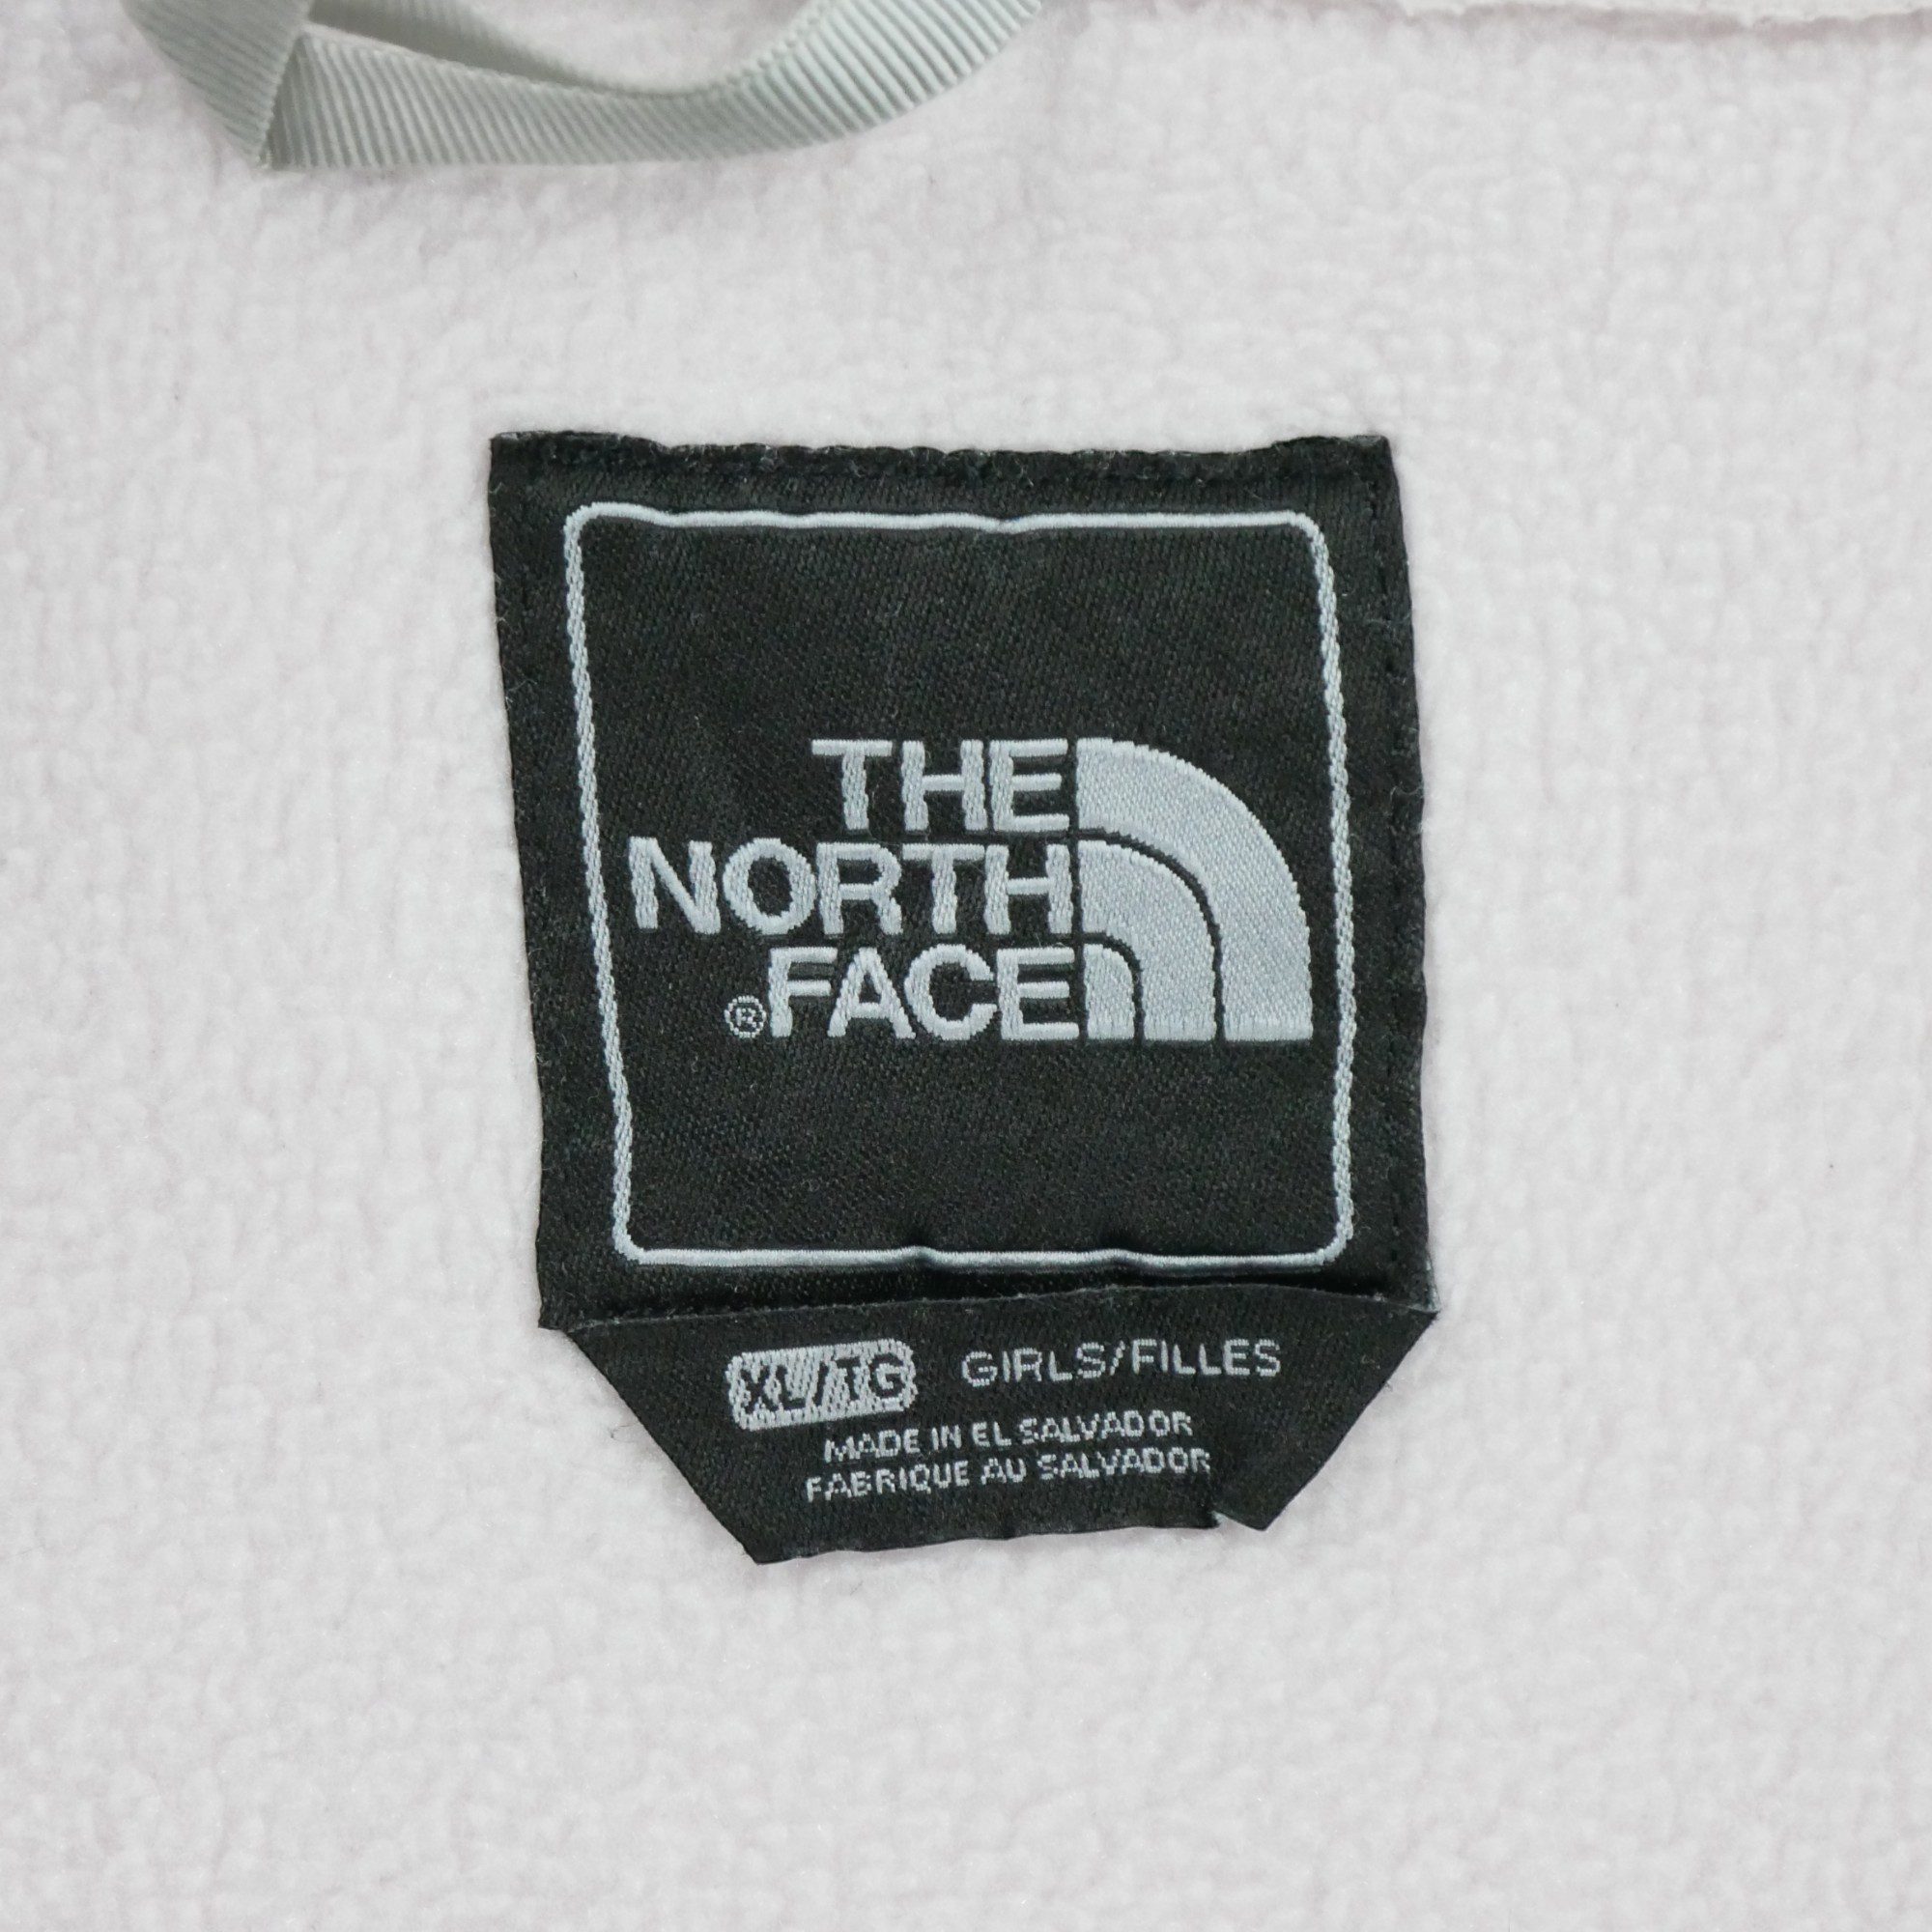 THE
NORTH
® FACE
XL/TG GIRLS/FILLES
MADE IN EL SALVADOR
FABRIQUE AU SALVADOR